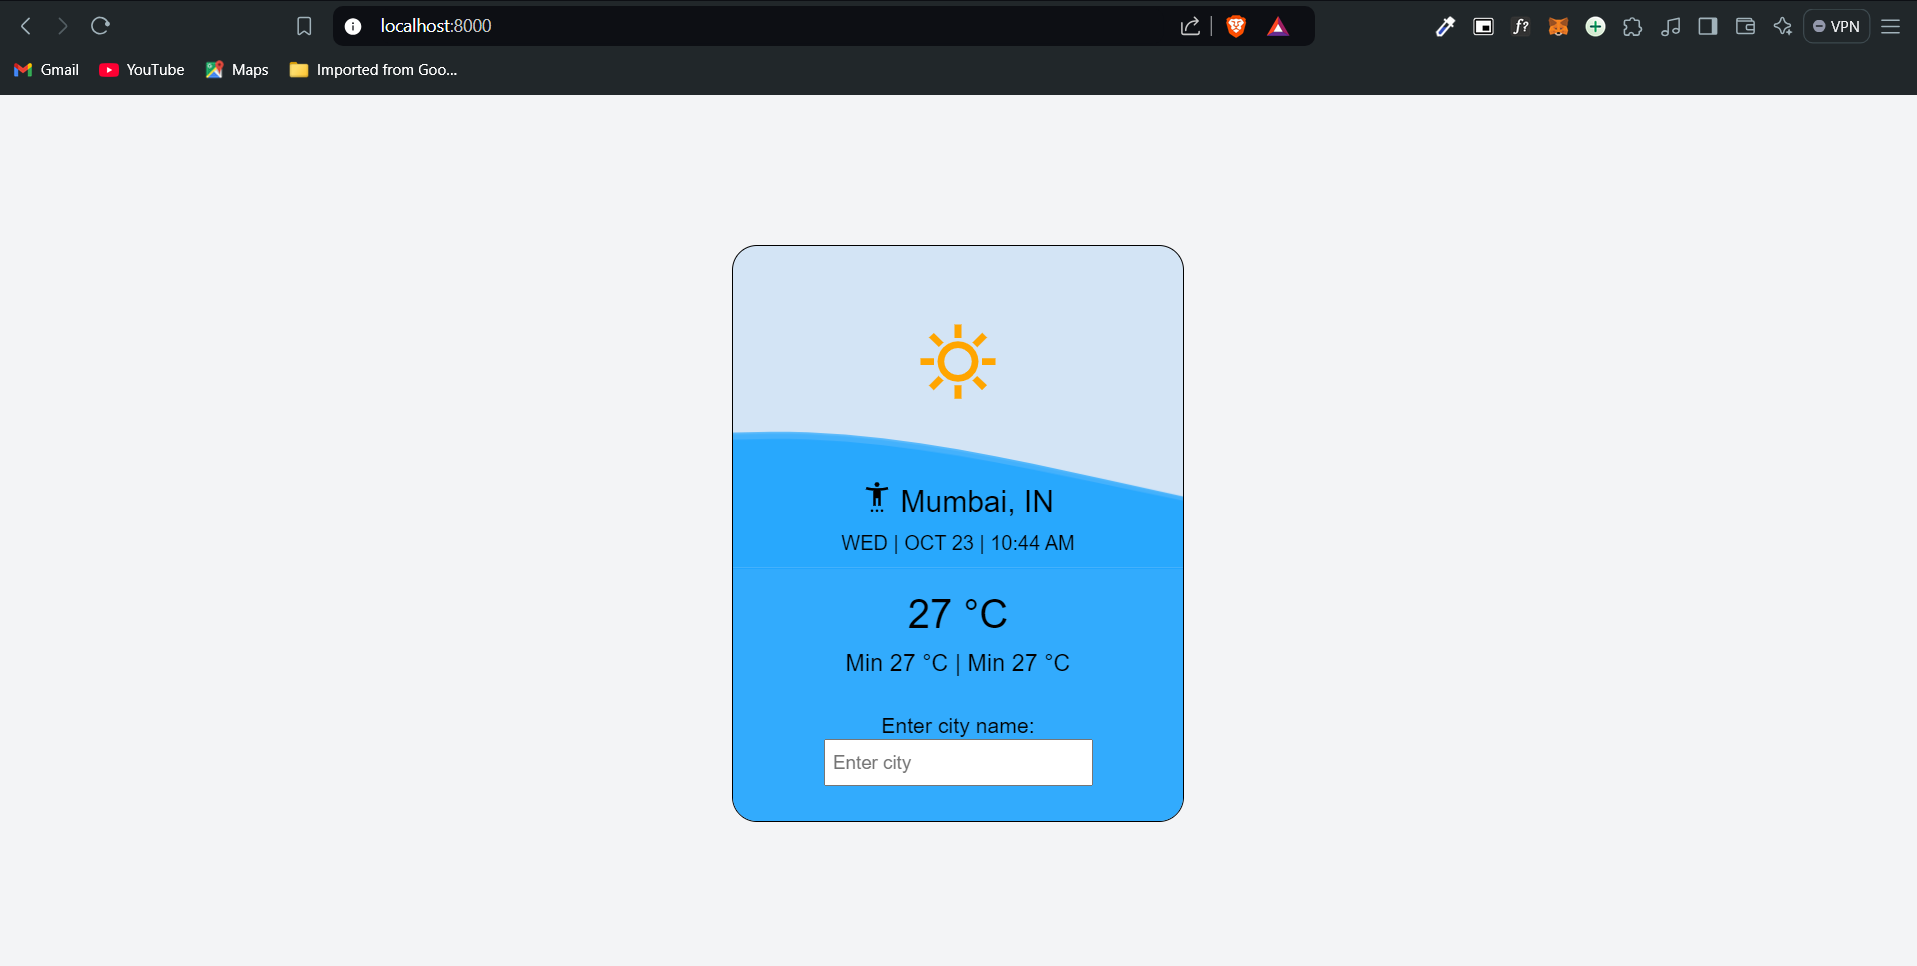 localhost:8000
VPN
Gmail
YouTube
Maps
Imported from Goo...
Mumbai, IN
WED | OCT 23 | 10:44 AM
27 °C
Min 27 °C | Min 27 °C
Enter city name:
Enter city